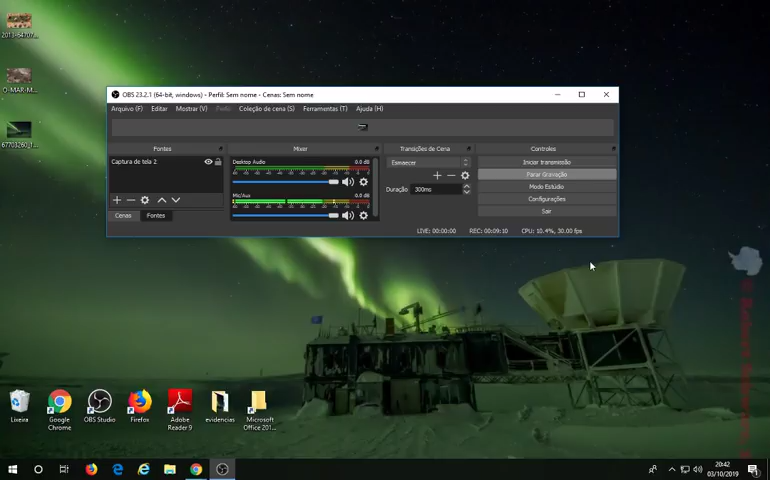 2013-64707...
O-MAR-M...
67703260_1...
OBS 23.2.1 (64-bit, windows) - Perfil: Sem nome - Cenas: Sem nome
Arquivo (F) Editar Mostrar (V) Perfil Coleção de cena (S) Ferramentas (T) Ajuda (H)
Fontes Mixer Transições de Cena Controles
Captura de tela 2
Desktop Audio 0.0 dB
Mic/Aux 0.0 dB
Esmaecer
Duração 300ms
Iniciar transmissão
Parar Gravação
Modo Estúdio
Configurações
Sair
Cenas Fontes
LIVE: 00:00:00 REC: 00:09:10 CPU: 10.4%, 30.00 fps
Lixeira
Google Chrome
OBS Studio
Firefox
Adobe Reader 9
evidencias
Microsoft Office 201...
20:42
03/10/2019